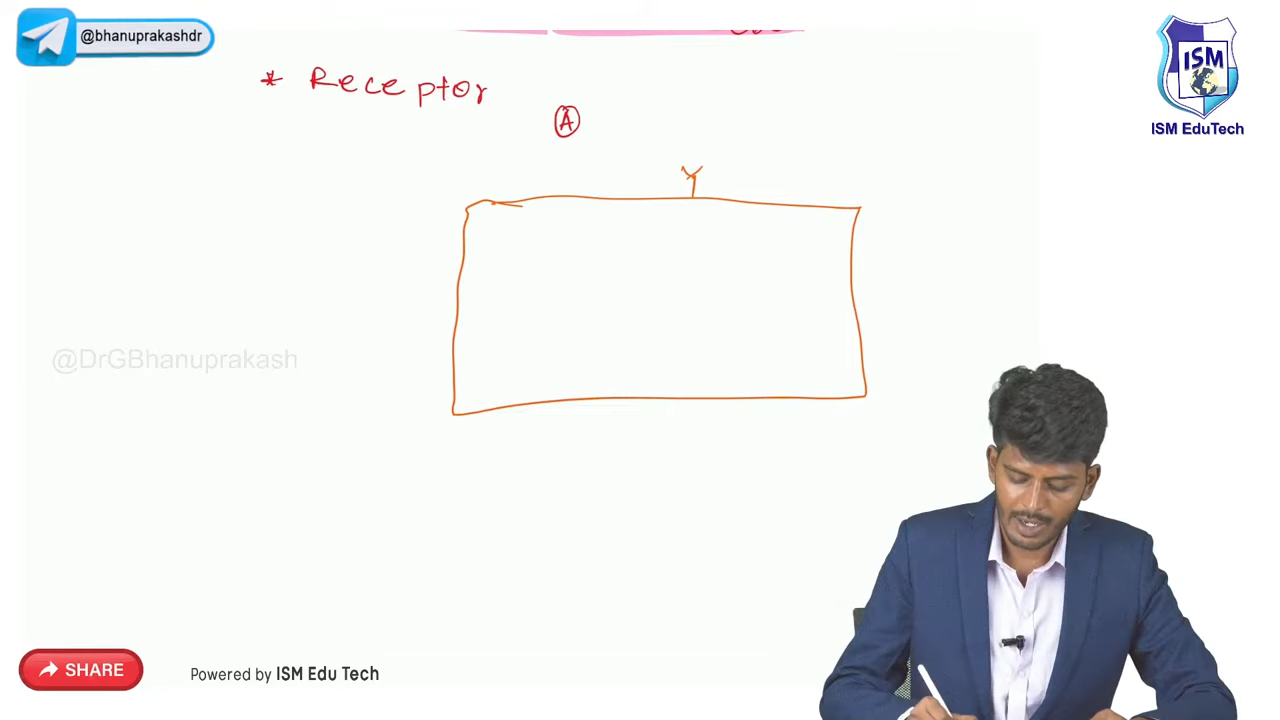 @bhanuprakashdr
* Receptor
A
ISM
ISM EduTech
@DrGBhanuprakash
SHARE
Powered by ISM Edu Tech